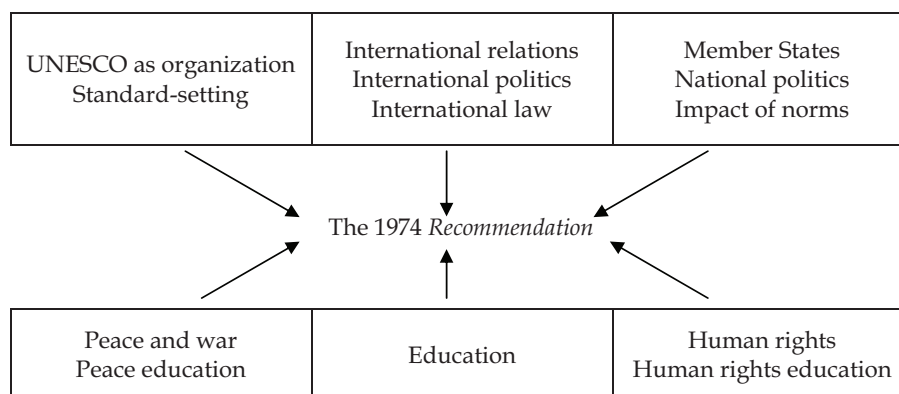 UNESCO as organization
Standard-setting
International relations
International politics
International law
Member States
National politics
Impact of norms
The 1974 Recommendation
Peace and war
Peace education
Education
Human rights
Human rights education